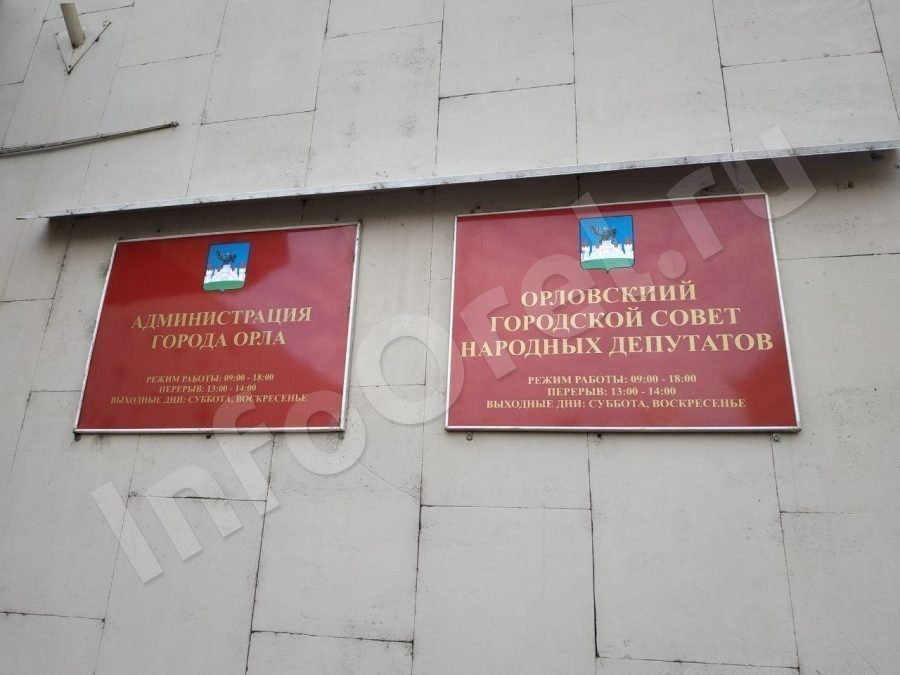 АДМИНИСТРАЦИЯ
ГОРОДА ОРЛА
РЕЖИМ РАБОТЫ: 09:00 - 18:00
ПЕРЕРЫВ: 13:00 - 14:00
ВЫХОДНЫЕ ДНИ: СУББОТА, ВОСКРЕСЕНЬЕ
ОРЛОВСКИИЙ
ГОРОДСКОЙ СОВЕТ
НАРОДНЫХ ДЕПУТАТОВ
РЕЖИМ РАБОТЫ: 09:00 - 18:00
ПЕРЕРЫВ: 13:00 - 14:00
ВЫХОДНЫЕ ДНИ: СУББОТА, ВОСКРЕСЕНЬЕ
InfoOrel.ru